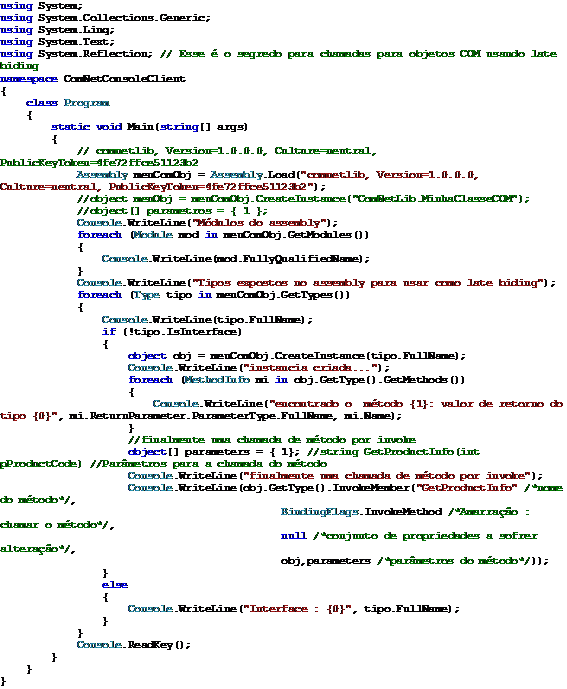 using System;
using System.Collections.Generic;
using System.Linq;
using System.Text;
using System.Reflection; // Esse é o segredo para chamadas para objetos COM usando late
biding
namespace ComNetConsoleClient
{
class Program
{
static void Main(string[] args)
{
// comnetlib, Version=1.0.0.0, Culture=neutral,
PublicKeyToken=4fe72ffce51123b2
Assembly meuComObj = Assembly.Load("comnetlib, Version=1.0.0.0,
Culture=neutral, PublicKeyToken=4fe72ffce51123b2");
//object meuObj = meuComObj.CreateInstance("ComNetLib.MinhaClasseCOM");
//object[] parametros = { 1 };
Console.WriteLine("Módulos do assembly");
foreach (Module mod in meuComObj.GetModules())
{
Console.WriteLine(mod.FullyQualifiedName);
}
Console.WriteLine("Tipos espostos no assembly para usar como late biding");
foreach (Type tipo in meuComObj.GetTypes())
{
Console.WriteLine(tipo.FullName);
if (!tipo.IsInterface)
{
object obj = meuComObj.CreateInstance(tipo.FullName);
Console.WriteLine("instancia criada...");
foreach (MethodInfo mi in obj.GetType().GetMethods())
{
Console.WriteLine("encontrado o método {1}: valor de retorno do
tipo {0}", mi.ReturnParameter.ParameterType.FullName, mi.Name);
}
//finalmente uma chamada de método por invoke
object[] parameters = { 1}; //string GetProductInfo(int
pProductCode) //Parâmetros para a chamada do método
Console.WriteLine("finalmente uma chamada de método por invoke");
Console.WriteLine(obj.GetType().InvokeMember("GetProductInfo" /*nome
do método*/,
BindingFlags.InvokeMethod /*Amarração :
chamar o método*/,
null /*conjunto de propriedades a sofrer
alteração*/,
obj,parameters /*parâmetros do método*/));
}
else
{
Console.WriteLine("Interface : {0}", tipo.FullName);
}
}
Console.ReadKey();
}
}
}